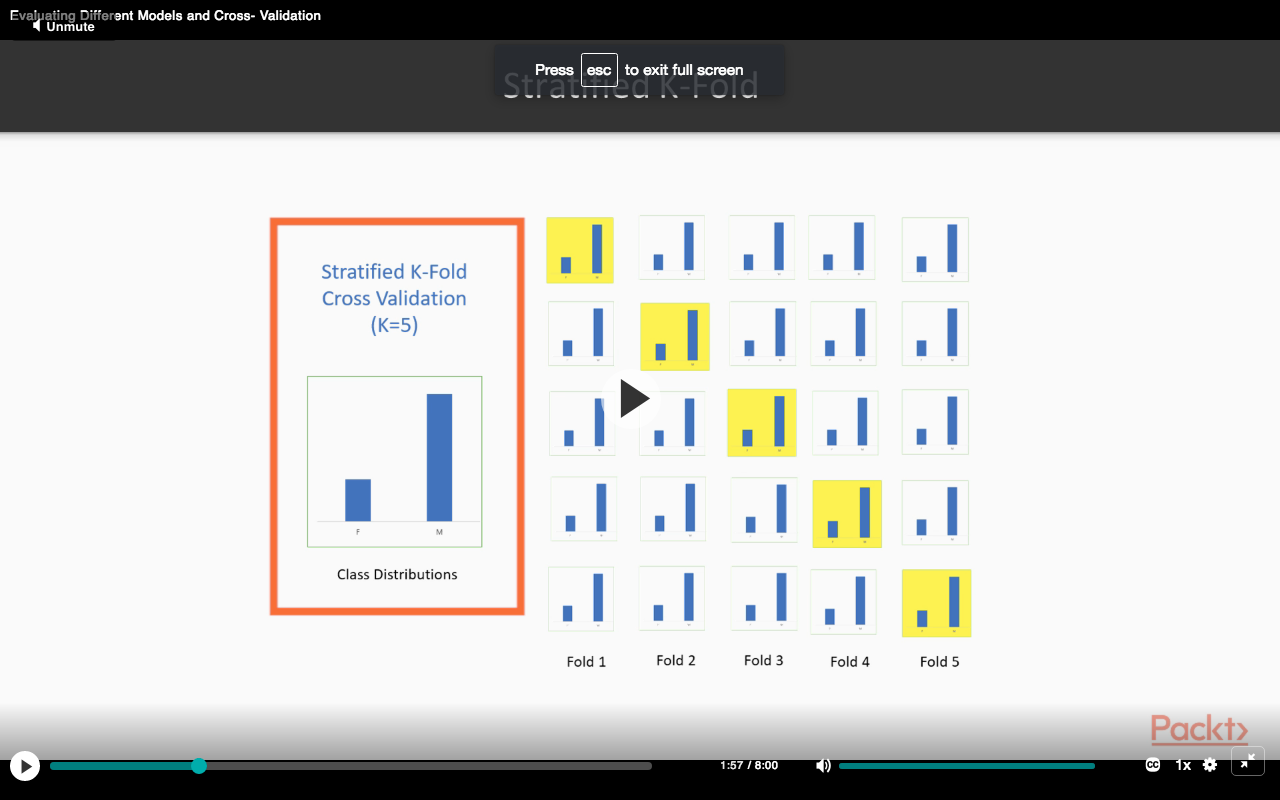 Evaluating Different Models and Cross- Validation
Unmute
Press esc to exit full screen
Stratified K-Fold
Stratified K-Fold
Cross Validation
(K=5)
F M
Class Distributions
Fold 1 Fold 2 Fold 3 Fold 4 Fold 5
Packt>
1:57 / 8:00
CC 1x